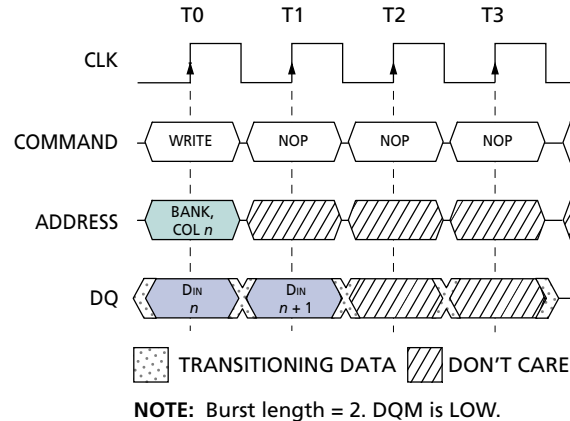 T0 T1 T2 T3
CLK
COMMAND WRITE NOP NOP NOP
ADDRESS BANK, COL n
DQ DIN n DIN n + 1
TRANSITIONING DATA DON'T CARE
NOTE: Burst length = 2. DQM is LOW.